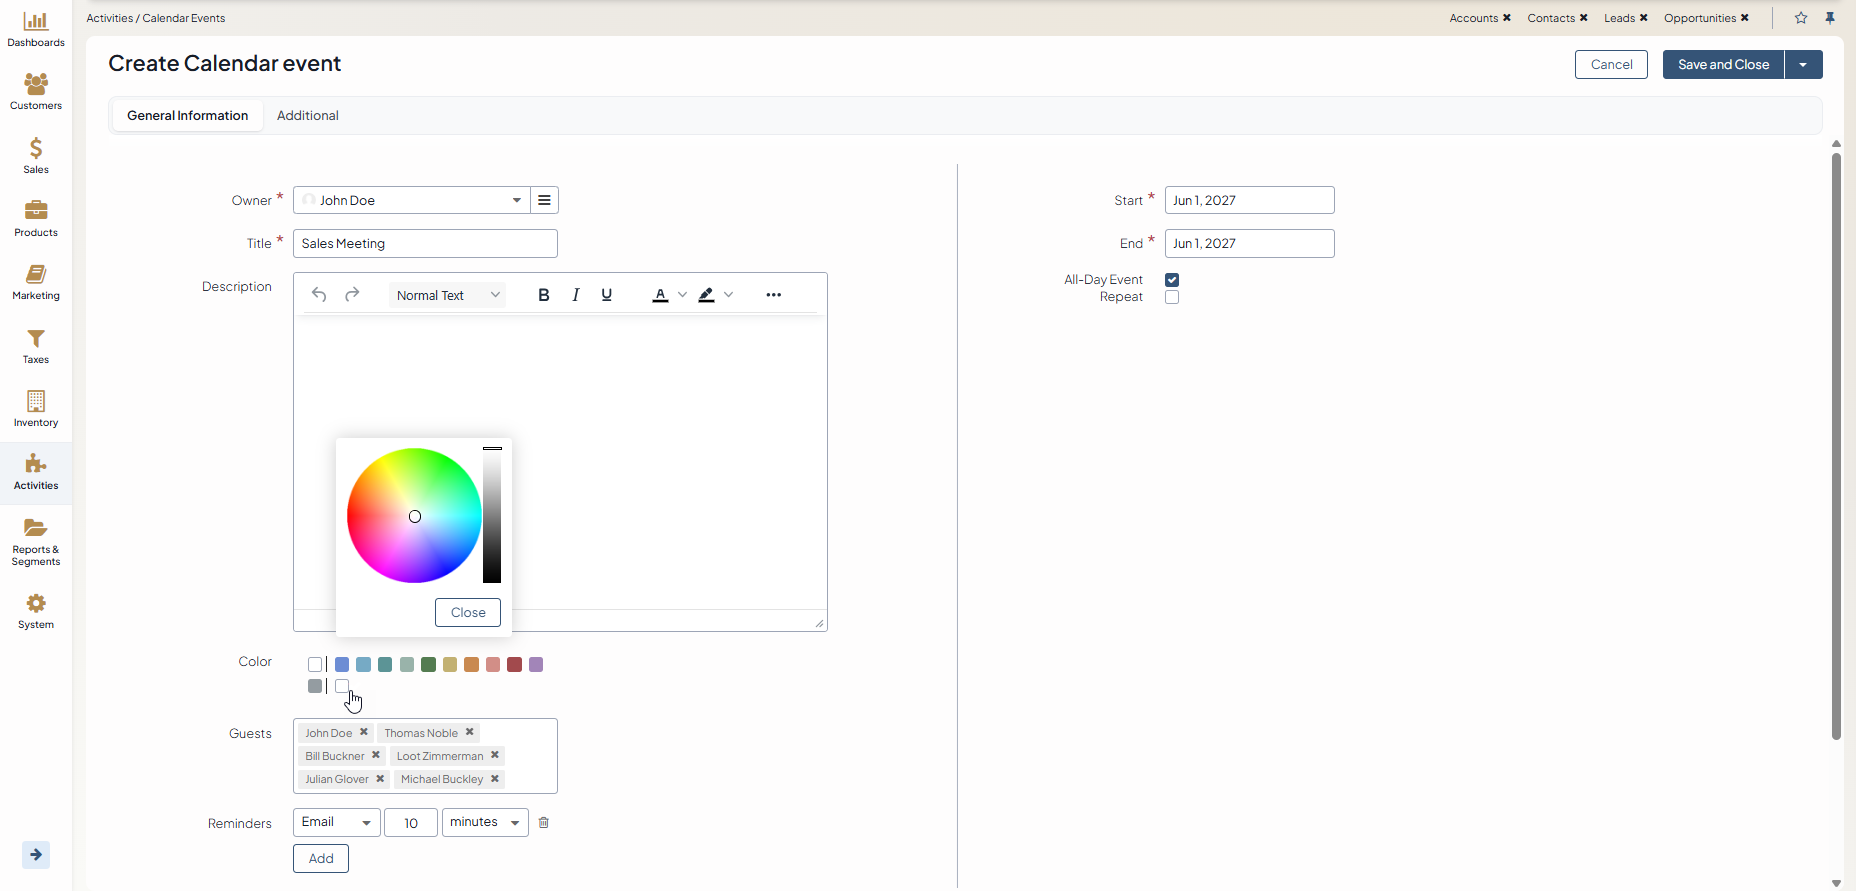 Dashboards
Customers
Sales
Products
Marketing
Taxes
Inventory
Activities
Reports &
Segments
System
Activities / Calendar Events
Accounts ✖ Contacts ✖ Leads ✖ Opportunities ✖
Create Calendar event
Cancel
Save and Close
General Information
Additional
Owner *
John Doe
Title *
Sales Meeting
Description
Normal Text
B I U A •••
Close
Color
Guests
John Doe ✖ Thomas Noble ✖
Bill Buckner ✖ Loot Zimmerman ✖
Julian Glover ✖ Michael Buckley ✖
Reminders
Email 10 minutes
Add
Start *
Jun 1, 2027
End *
Jun 1, 2027
All-Day Event
Repeat